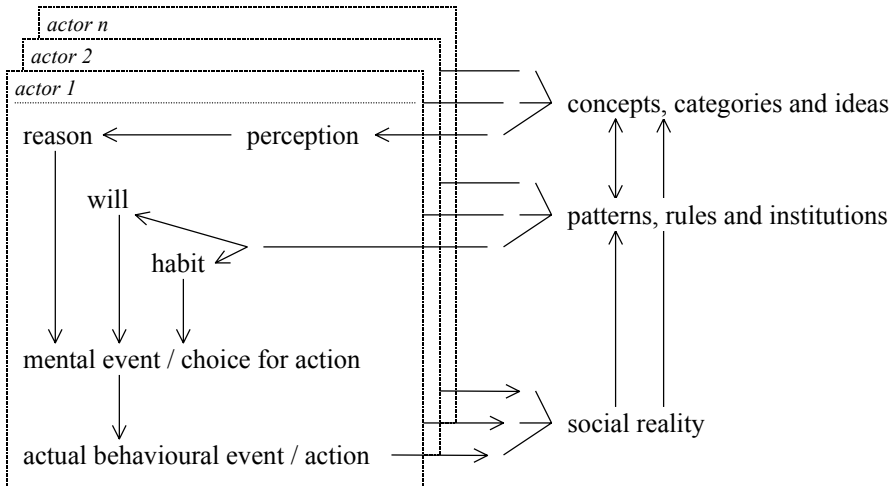 actor n
actor 2
actor 1
concepts, categories and ideas
reason
perception
will
patterns, rules and institutions
habit
mental event / choice for action
social reality
actual behavioural event / action